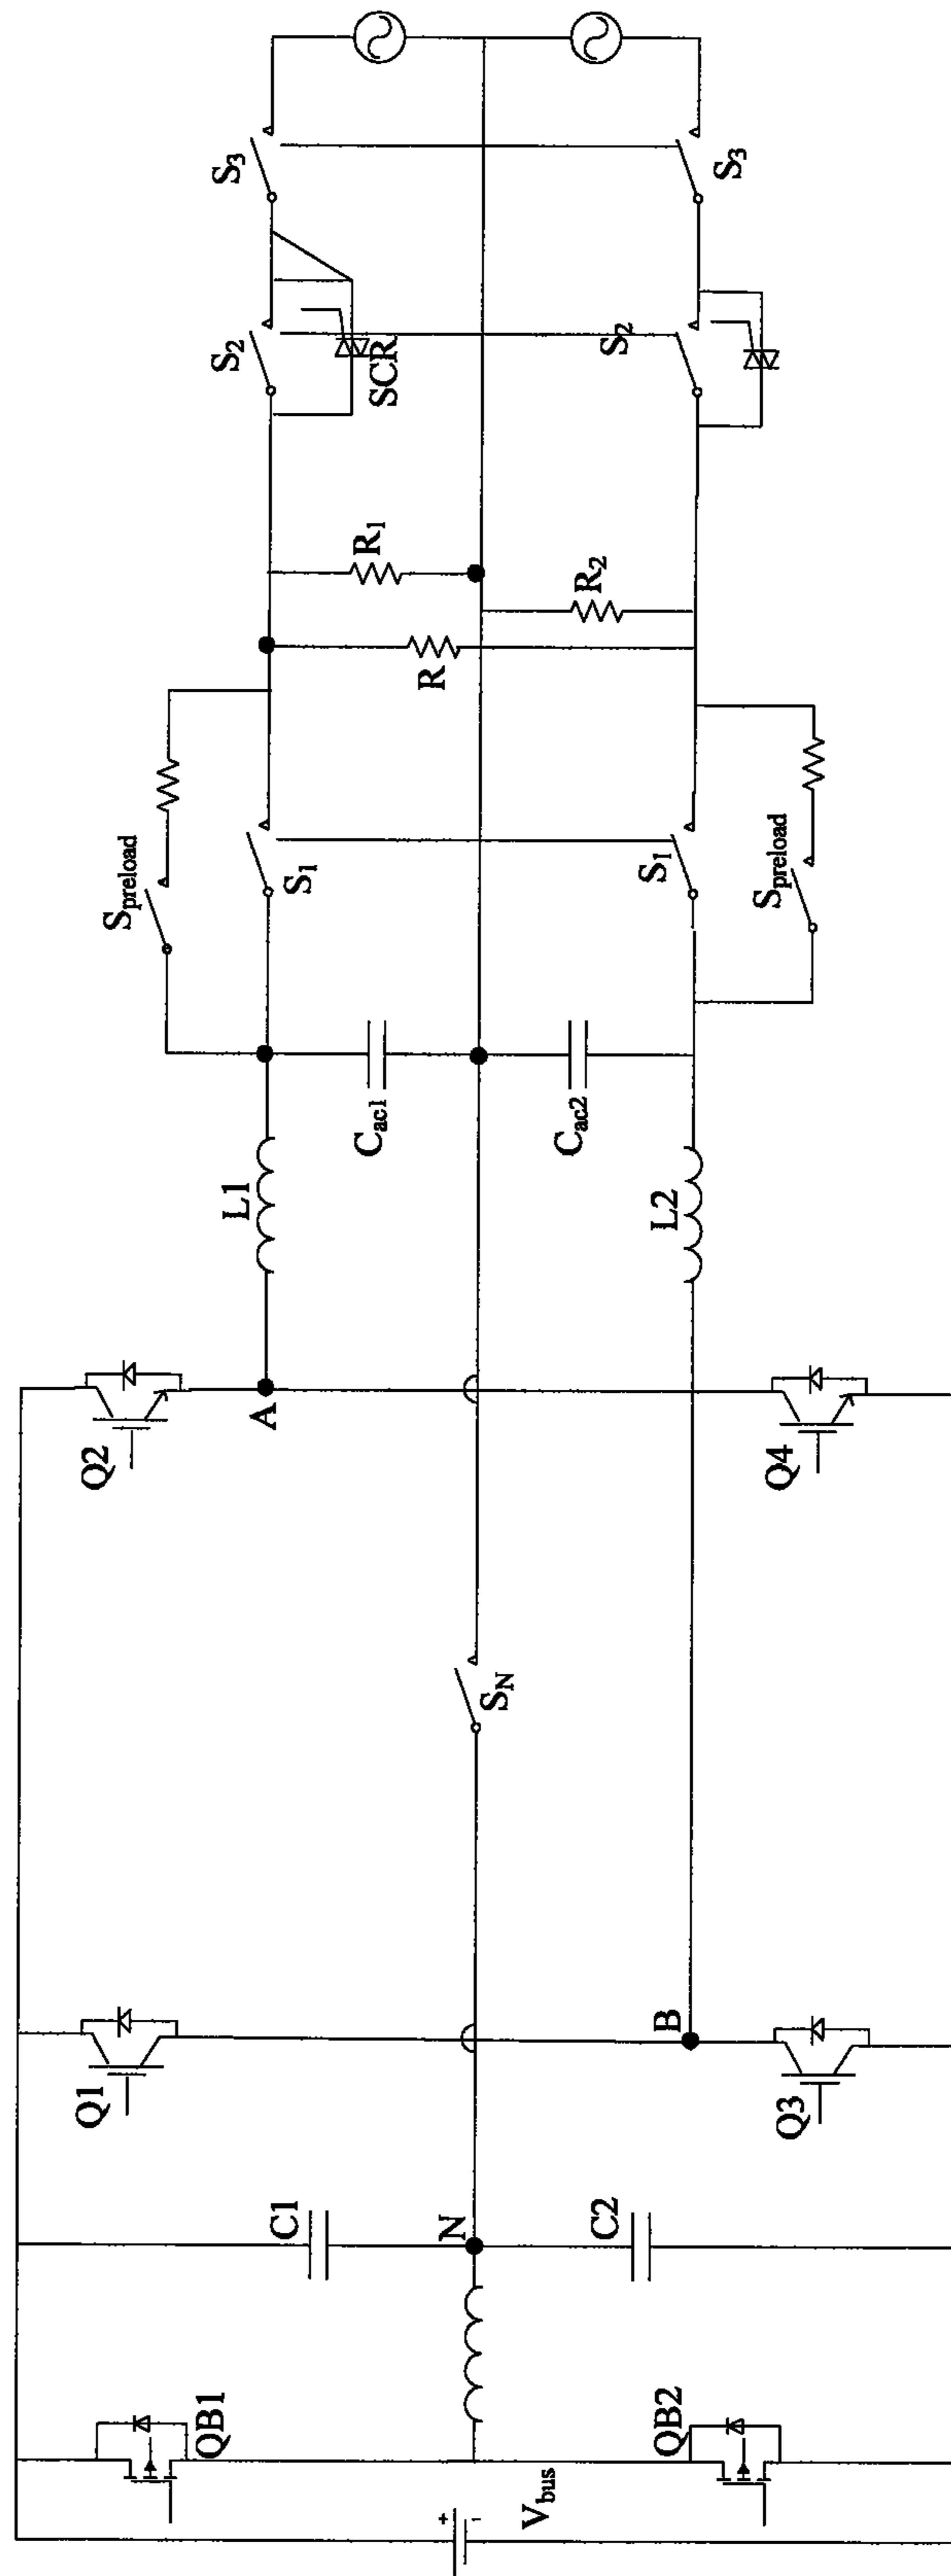 S3
S3
S2
SCR
S2
R1
R2
R
Spreload
S1
S1
Spreload
Cac1
Cac2
L1
L2
A
Q2
Q4
SN
B
Q1
Q3
C1
N
C2
QB1
QB2
+
-
Vbus